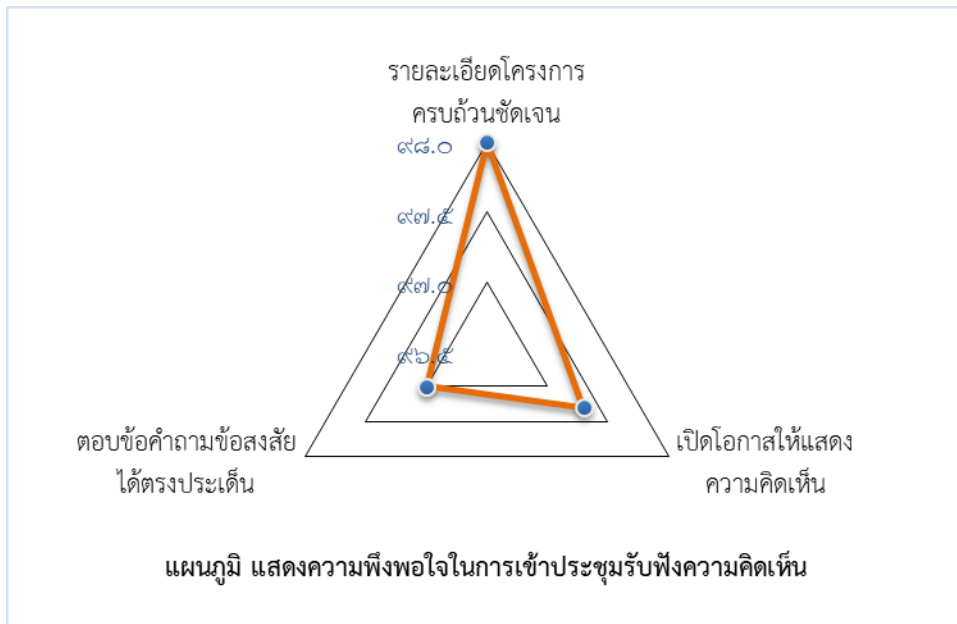 รายละเอียดโครงการ
ครบถ้วนชัดเจน
๙๘.๐
๙๗.๕
๙๗.๐
๙๖.๕
ตอบข้อคำถามข้อสงสัย
ได้ตรงประเด็น
เปิดโอกาสให้แสดง
ความคิดเห็น
แผนภูมิ แสดงความพึงพอใจในการเข้าประชุมรับฟังความคิดเห็น